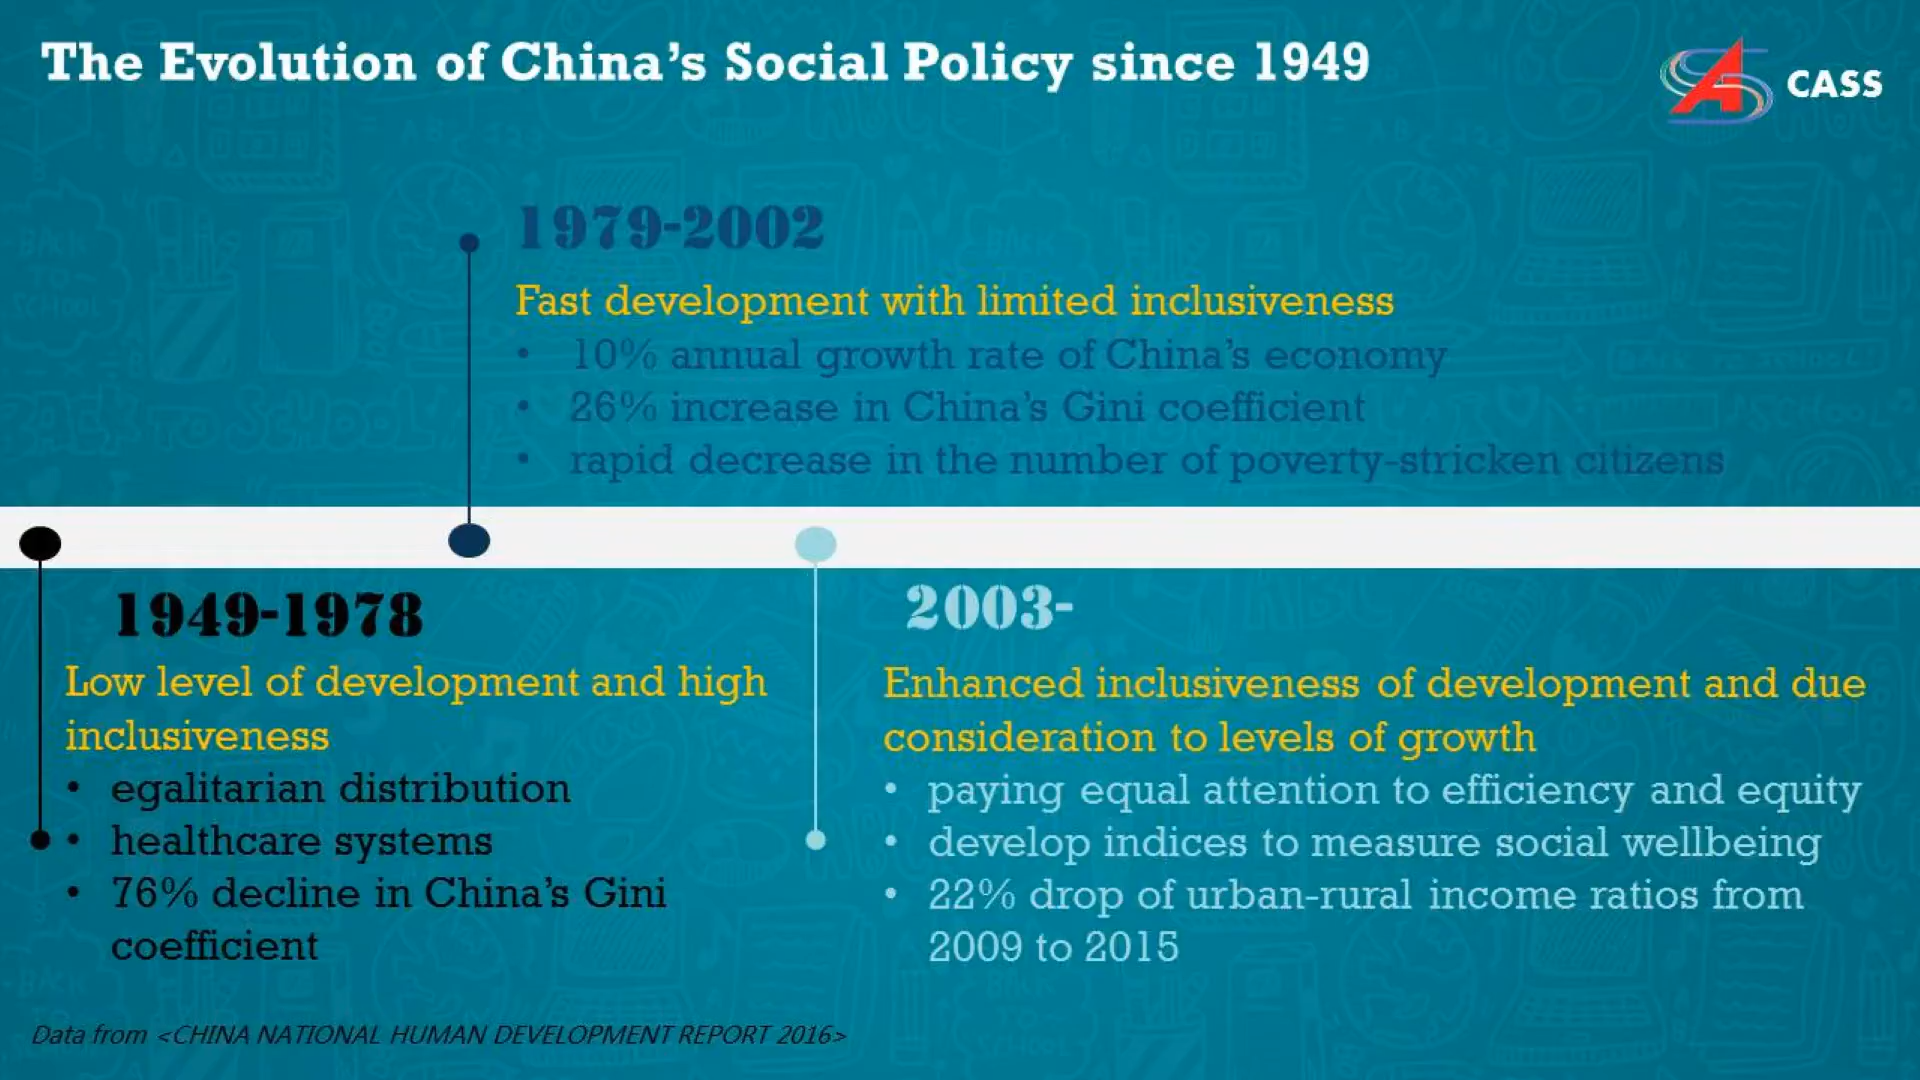 The Evolution of China's Social Policy since 1949
CASS
1979-2002
Fast development with limited inclusiveness
• 10% annual growth rate of China's economy
• 26% increase in China's Gini coefficient
• rapid decrease in the number of poverty-stricken citizens
1949-1978
Low level of development and high
inclusiveness
• egalitarian distribution
• healthcare systems
• 76% decline in China's Gini
coefficient
2003-
Enhanced inclusiveness of development and due
consideration to levels of growth
• paying equal attention to efficiency and equity
• develop indices to measure social wellbeing
• 22% drop of urban-rural income ratios from
2009 to 2015
Data from <CHINA NATIONAL HUMAN DEVELOPMENT REPORT 2016>